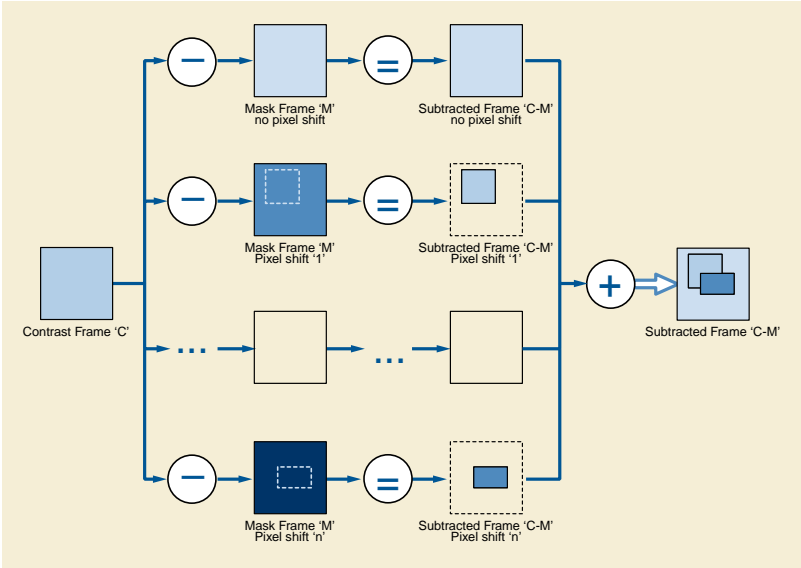 −
=
Mask Frame ‘M’
no pixel shift
Subtracted Frame ‘C-M’
no pixel shift
−
=
Mask Frame ‘M’
Pixel shift ‘1’
Subtracted Frame ‘C-M’
Pixel shift ‘1’
+
Contrast Frame ‘C’
Subtracted Frame ‘C-M’
...
...
−
=
Mask Frame ‘M’
Pixel shift ‘n’
Subtracted Frame ‘C-M’
Pixel shift ‘n’